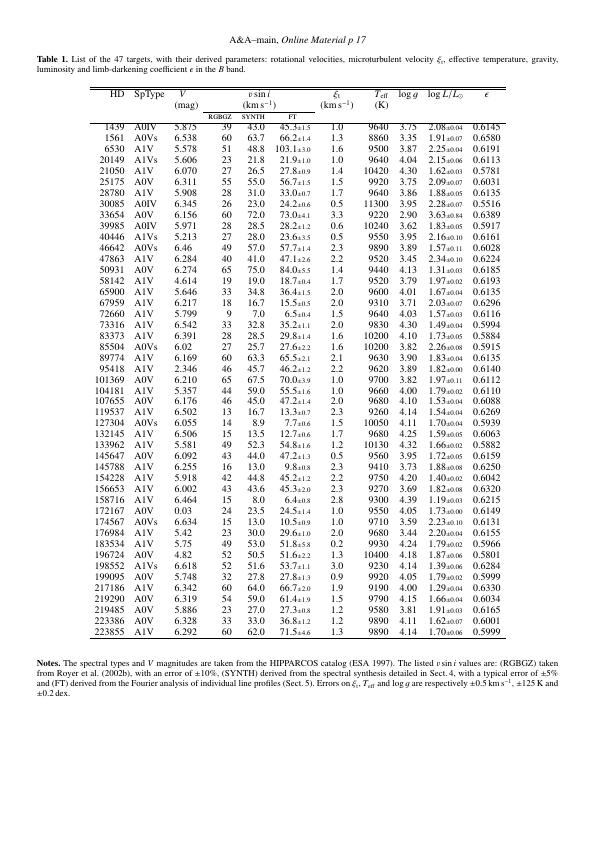 A&A–main, Online Material p 17
Table 1. List of the 47 targets, with their derived parameters: rotational velocities, microturbulent velocity ξt, effective temperature, gravity,
luminosity and limb-darkening coefficient ϵ in the B band.
HD SpType V v sin i ξt Teff log g log L/L⊙ ϵ
(mag) (km s−1) (km s−1) (K)
RGBGZ SYNTH FT
1439 A0IV 5.875 39 43.0 45.3±1.5 1.0 9640 3.75 2.08±0.04 0.6145
1561 A0Vs 6.538 60 63.7 66.2±1.4 1.3 8860 3.35 1.91±0.07 0.6580
6530 A1V 5.578 51 48.8 103.1±3.0 1.6 9500 3.87 2.25±0.04 0.6191
20149 A1Vs 5.606 23 21.8 21.9±1.0 1.6 9640 4.04 2.15±0.06 0.6113
21050 A1V 6.070 27 26.5 27.8±0.9 1.4 10420 4.30 1.62±0.03 0.5781
25175 A0V 6.311 55 55.0 56.7±1.5 1.5 9920 3.75 2.09±0.07 0.6031
28780 A1V 5.908 28 31.0 33.0±0.7 1.7 9640 3.86 1.88±0.05 0.6135
30085 A0IV 6.345 26 23.0 24.2±0.6 0.5 11300 3.95 2.28±0.07 0.5516
33654 A0V 6.156 60 72.0 73.0±4.1 3.3 9220 2.90 3.63±0.84 0.6389
39985 A0IV 5.971 28 28.5 28.2±1.2 0.6 10240 3.62 1.83±0.05 0.5917
40446 A1Vs 5.213 27 28.0 23.6±3.5 0.5 9550 3.95 2.16±0.10 0.6161
46642 A0Vs 6.46 49 57.0 57.7±1.4 2.3 9890 3.89 1.57±0.11 0.6028
47863 A1V 6.284 40 41.0 47.1±2.6 2.2 9520 3.45 2.34±0.10 0.6224
50931 A0V 6.274 65 75.0 84.0±5.5 1.4 9440 4.13 1.31±0.03 0.6185
58142 A1V 4.614 19 19.0 18.7±0.4 1.7 9520 3.79 1.97±0.02 0.6193
65900 A1V 5.646 33 34.8 36.4±1.5 2.0 9600 4.01 1.67±0.04 0.6135
67959 A1V 6.217 18 16.7 15.5±0.5 2.0 9310 3.71 2.03±0.07 0.6296
72660 A1V 5.799 9 7.0 6.5±0.4 1.5 9640 4.03 1.57±0.03 0.6116
73316 A1V 6.542 33 32.8 35.2±1.1 2.0 9830 4.30 1.49±0.04 0.5994
83373 A1V 6.391 28 28.5 29.8±1.4 1.6 10200 4.10 1.73±0.05 0.5884
85504 A0Vs 6.02 27 25.7 27.6±2.2 1.6 10200 3.82 2.26±0.08 0.5915
89774 A1V 6.169 60 63.3 65.5±2.1 2.1 9630 3.90 1.83±0.04 0.6135
95418 A1V 2.346 46 45.7 46.2±1.2 2.2 9620 3.89 1.82±0.00 0.6140
101369 A0V 6.210 65 67.5 70.0±3.9 1.0 9700 3.82 1.97±0.11 0.6112
104181 A1V 5.357 44 59.0 55.5±1.6 1.0 9660 4.00 1.79±0.02 0.6110
107655 A0V 6.176 46 45.0 47.2±1.4 2.0 9680 4.10 1.53±0.04 0.6088
119537 A1V 6.502 13 16.7 13.3±0.7 2.3 9260 4.14 1.54±0.04 0.6269
127304 A0Vs 6.055 14 8.9 7.7±0.6 1.5 10050 4.11 1.70±0.04 0.5939
132145 A1V 6.506 15 13.5 12.7±0.6 1.7 9680 4.25 1.59±0.05 0.6063
133962 A1V 5.581 49 52.3 54.8±1.6 1.2 10130 4.32 1.66±0.02 0.5882
145647 A0V 6.092 43 44.0 47.2±1.3 0.5 9560 3.95 1.72±0.05 0.6159
145788 A1V 6.255 16 13.0 9.8±0.8 2.3 9410 3.73 1.88±0.08 0.6250
154228 A1V 5.918 42 44.8 45.2±1.2 2.2 9750 4.20 1.40±0.02 0.6042
156653 A1V 6.002 43 43.6 45.3±2.0 2.3 9270 3.69 1.82±0.08 0.6320
158716 A1V 6.464 15 8.0 6.4±0.8 2.8 9300 4.39 1.19±0.03 0.6215
172167 A0V 0.03 24 23.5 24.5±1.4 1.0 9550 4.05 1.73±0.00 0.6149
174567 A0Vs 6.634 15 13.0 10.5±0.9 1.0 9710 3.59 2.23±0.10 0.6131
176984 A1V 5.42 23 30.0 29.6±1.0 2.0 9680 3.44 2.20±0.04 0.6155
183534 A1V 5.75 49 53.0 51.8±5.8 0.2 9930 4.24 1.79±0.02 0.5966
196724 A0V 4.82 52 50.5 51.6±2.2 1.3 10400 4.18 1.87±0.06 0.5801
198552 A1Vs 6.618 52 51.6 53.7±1.1 3.0 9230 4.14 1.39±0.06 0.6284
199095 A0V 5.748 32 27.8 27.8±1.3 0.9 9920 4.05 1.79±0.02 0.5999
217186 A1V 6.342 60 64.0 66.7±2.0 1.9 9190 4.00 1.29±0.04 0.6330
219290 A0V 6.319 54 59.0 61.4±1.9 1.5 9790 4.15 1.66±0.04 0.6034
219485 A0V 5.886 23 27.0 27.3±0.8 1.2 9580 3.81 1.91±0.03 0.6165
223386 A0V 6.328 33 33.0 36.8±1.2 1.2 9890 4.11 1.62±0.07 0.6001
223855 A1V 6.292 60 62.0 71.5±4.6 1.3 9890 4.14 1.70±0.06 0.5999
Notes. The spectral types and V magnitudes are taken from the HIPPARCOS catalog (ESA 1997). The listed v sin i values are: (RGBGZ) taken
from Royer et al. (2002b), with an error of ±10%, (SYNTH) derived from the spectral synthesis detailed in Sect. 4, with a typical error of ±5%
and (FT) derived from the Fourier analysis of individual line profiles (Sect. 5). Errors on ξt, Teff and log g are respectively ±0.5 km s−1, ±125 K and
±0.2 dex.